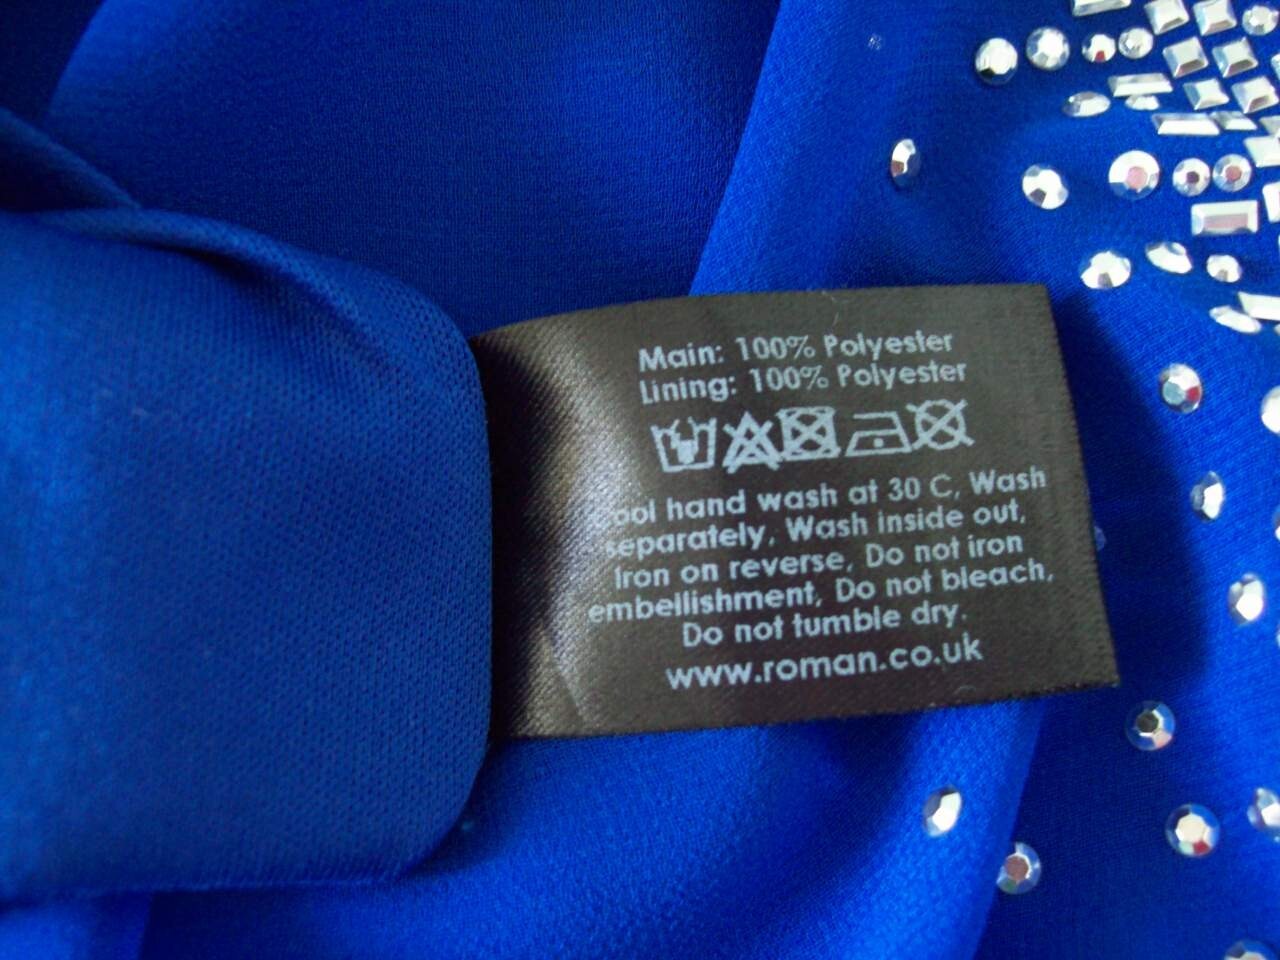 Main: 100% Polyester
Lining: 100% Polyester
ool hand wash at 30 C, Wash
separately, Wash inside out,
Iron on reverse, Do not iron
embellishment, Do not bleach,
Do not tumble dry.
www.roman.co.uk